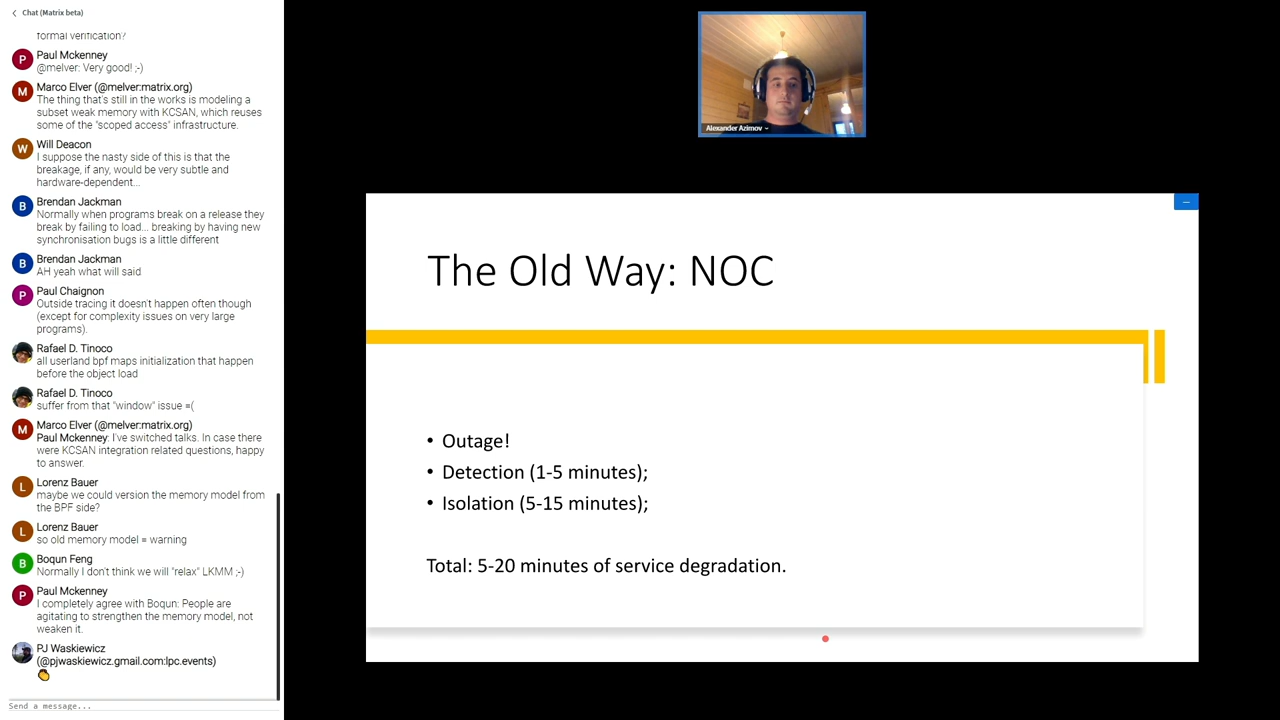 Chat (Matrix beta)
formal verification?
Paul Mckenney
@melver: Very good! ;-)
Marco Elver (@melver:matrix.org)
The thing that's still in the works is modeling a
subset weak memory with KCSAN, which reuses
some of the "scoped access" infrastructure.
Will Deacon
I suppose the nasty side of this is that the
breakage, if any, would be very subtle and
hardware-dependent...
Brendan Jackman
Normally when programs break on a release they
break by failing to load... breaking by having new
synchronisation bugs is a little different
Brendan Jackman
AH yeah what will said
Paul Chaignon
Outside tracing it doesn't happen often though
(except for complexity issues on very large
programs).
Rafael D. Tinoco
all userland bpf maps initialization that happen
before the object load
Rafael D. Tinoco
suffer from that "window" issue =(
Marco Elver (@melver:matrix.org)
Paul Mckenney: I've switched talks. In case there
were KCSAN integration related questions, happy
to answer.
Lorenz Bauer
maybe we could version the memory model from
the BPF side?
Lorenz Bauer
so old memory model = warning
Boqun Feng
Normally I don't think we will "relax" LKMM ;-)
Paul Mckenney
I completely agree with Boqun: People are
agitating to strengthen the memory model, not
weaken it.
PJ Waskiewicz
(@pjwaskiewicz.gmail.com:lpc.events)
Send a message...
P
M
W
B
B
P
M
L
L
B
P
Alexander Azimov
The Old Way: NOC
• Outage!
• Detection (1-5 minutes);
• Isolation (5-15 minutes);
Total: 5-20 minutes of service degradation.